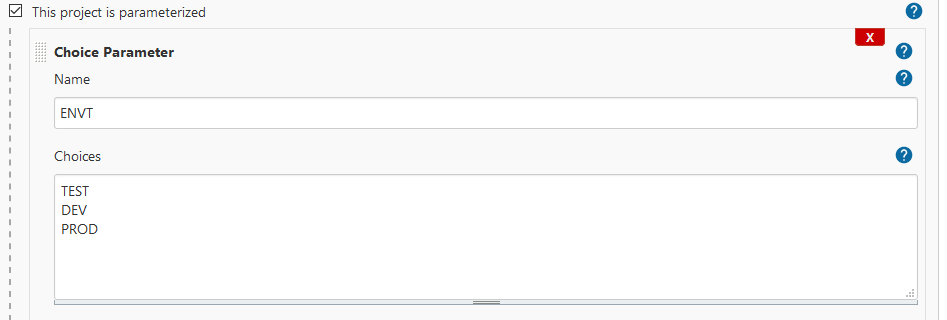 This project is parameterized
?
X
Choice Parameter
?
Name
?
ENVT
Choices
?
TEST
DEV
PROD